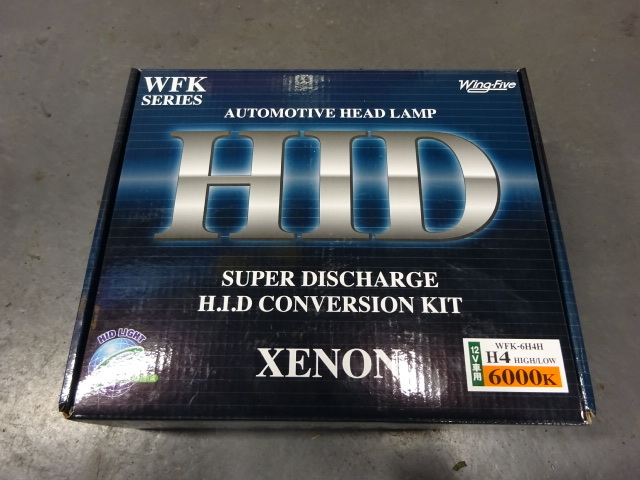 WFK
SERIES
Wing-Five
AUTOMOTIVE HEAD LAMP
HID
SUPER DISCHARGE
H.I.D CONVERSION KIT
HID LIGHT
XENON
12V車用
WFK-6H4H
H4 HIGH/LOW
6000K